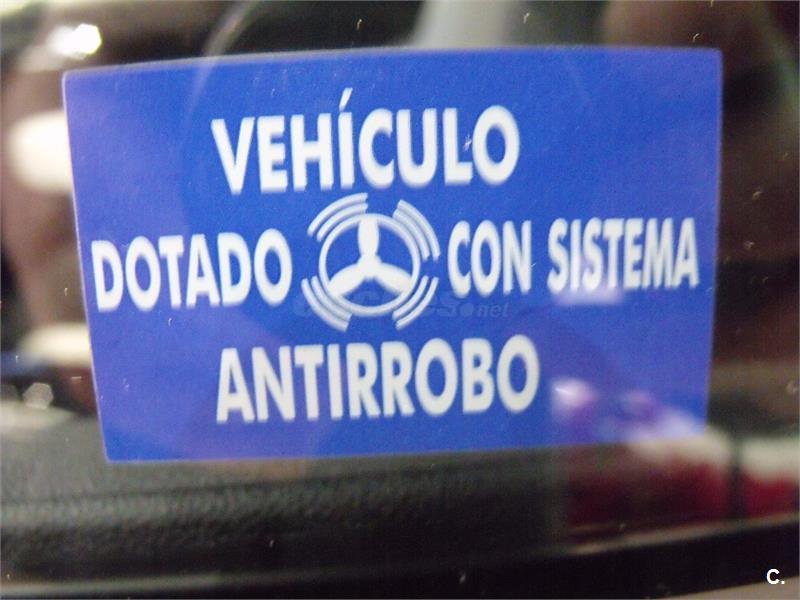 VEHÍCULO
DOTADO CON SISTEMA
ANTIRROBO
C.